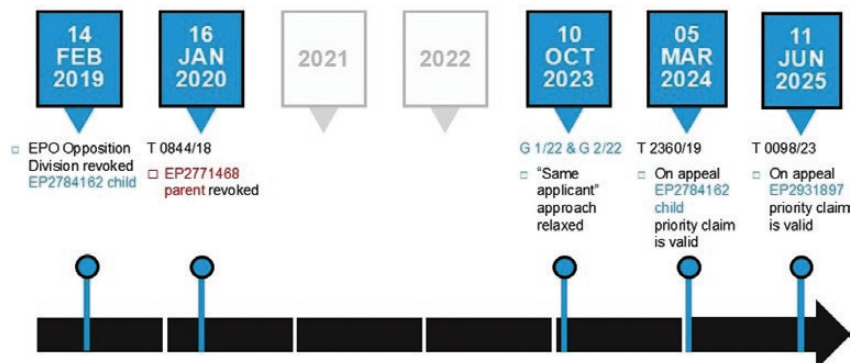 14
FEB
2019
16
JAN
2020
2021
2022
10
OCT
2023
05
MAR
2024
11
JUN
2025
EPO Opposition
Division revoked
EP2784162 child
T 0844/18
EP2771468
parent revoked
G 1/22 & G 2/22
“Same
applicant”
approach
relaxed
T 2360/19
On appeal
EP2784162
child
priority claim
is valid
T 0098/23
On appeal
EP2931897
priority claim
is valid